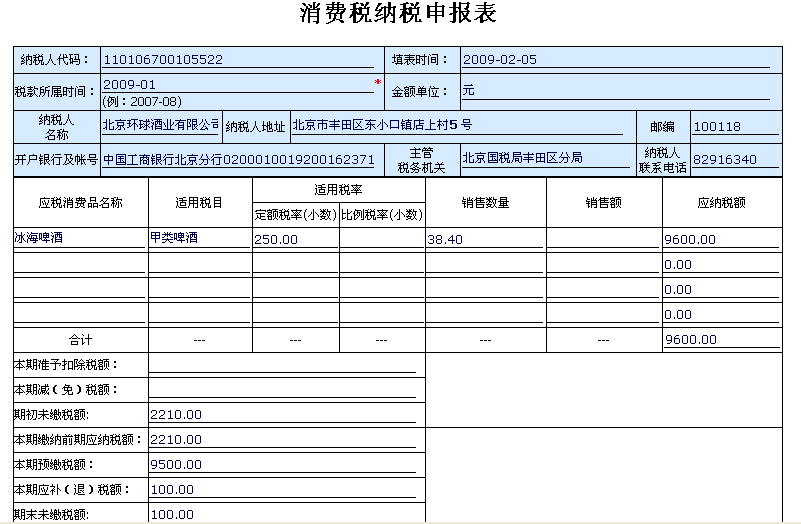 消费税纳税申报表
纳税人代码： 110106700105522 填表时间： 2009-02-05
税款所属时间： 2009-01 * 金额单位： 元
(例：2007-08)
纳税人名称 北京环球酒业有限公司 纳税人地址 北京市丰田区东小口镇店上村5号 邮编 100118
开户银行及帐号 中国工商银行北京分行0200010019200162371 主管税务机关 北京国税局丰田区分局 纳税人联系电话 82916340
应税消费品名称 适用税目 适用税率 销售数量 销售额 应纳税额
定额税率(小数) 比例税率(小数)
冰海啤酒 甲类啤酒 250.00 38.40 9600.00
0.00
0.00
0.00
合计 --- --- --- --- --- 9600.00
本期准予扣除税额：
本期减（免）税额：
期初未缴税额: 2210.00
本期缴纳前期应纳税额： 2210.00
本期预缴税额： 9500.00
本期应补（退）税额： 100.00
期末未缴税额: 100.00